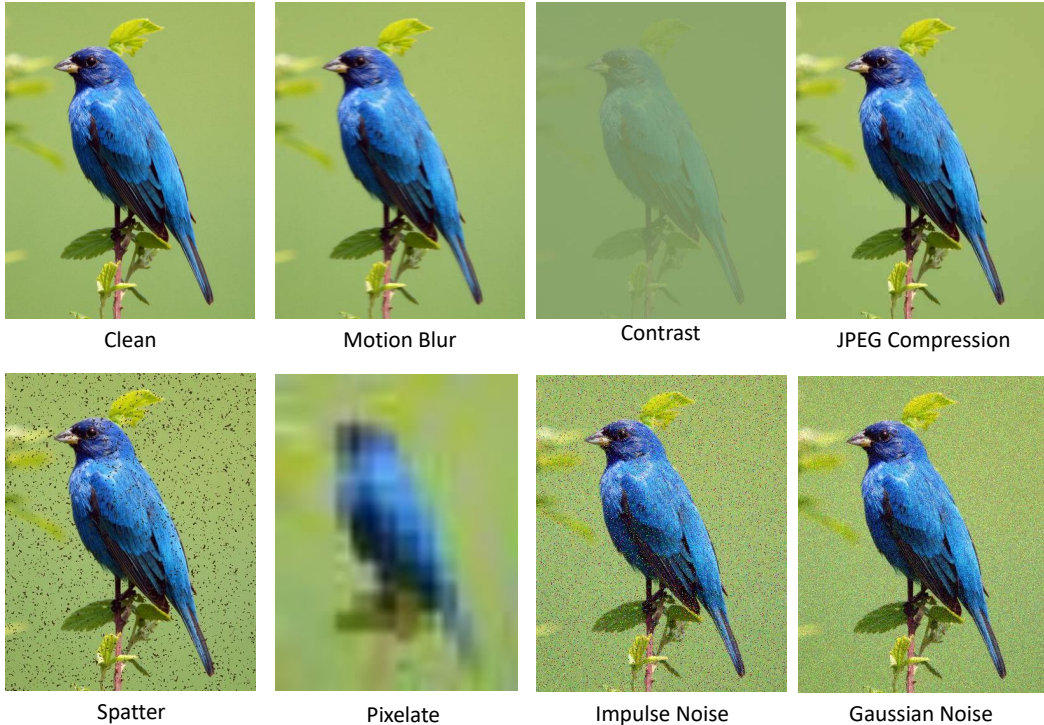 Clean
Motion Blur
Contrast
JPEG Compression
Spatter
Pixelate
Impulse Noise
Gaussian Noise